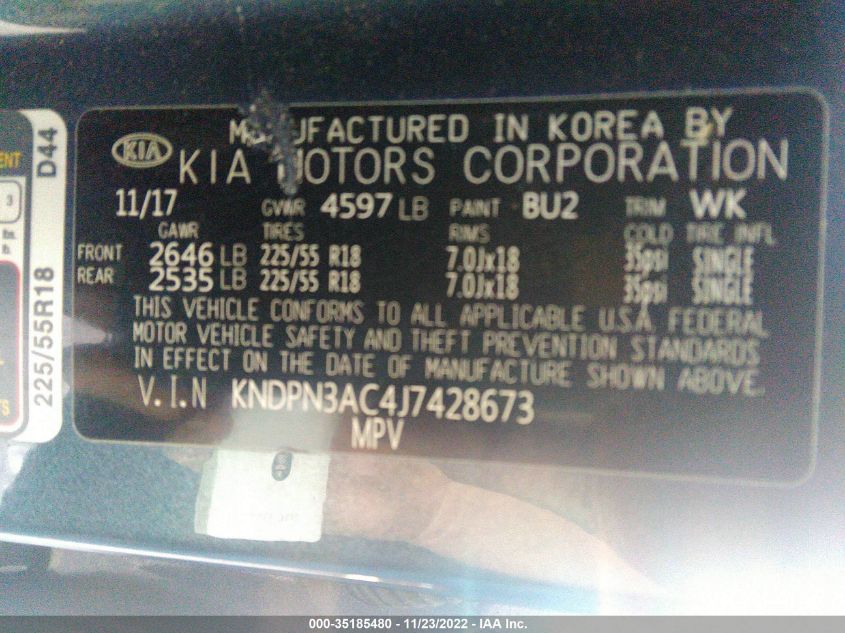 MANUFACTURED IN KOREA BY
KIA KIA MOTORS CORPORATION
11/17 GVWR 4597 LB PAINT BU2 TRIM WK
GAWR TIRES RIMS COLD TIRE INFL
FRONT 2646 LB 225/55 R18 7.0Jx18 35psi SINGLE
REAR 2535 LB 225/55 R18 7.0Jx18 35psi SINGLE
THIS VEHICLE CONFORMS TO ALL APPLICABLE U.S.A FEDERAL
MOTOR VEHICLE SAFETY AND THEFT PREVENTION STANDARDS
IN EFFECT ON THE DATE OF MANUFACTURE SHOWN ABOVE.
V.I.N KNDPN3AC4J7428673
MPV
225/55R18 D44
3
000-35185480 - 11/23/2022 - IAA Inc.